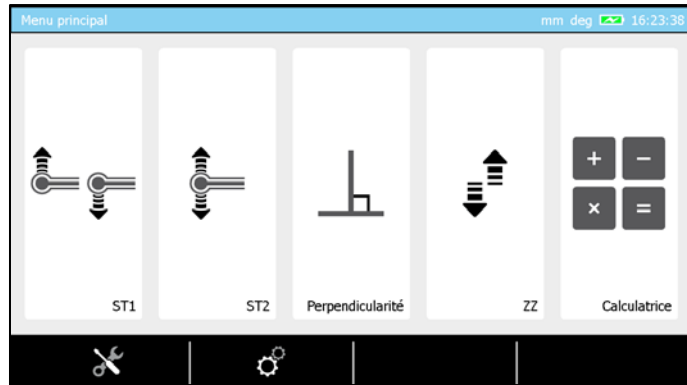 Menu principal mm deg 16:23:38
ST1 ST2 Perpendicularité ZZ Calculatrice